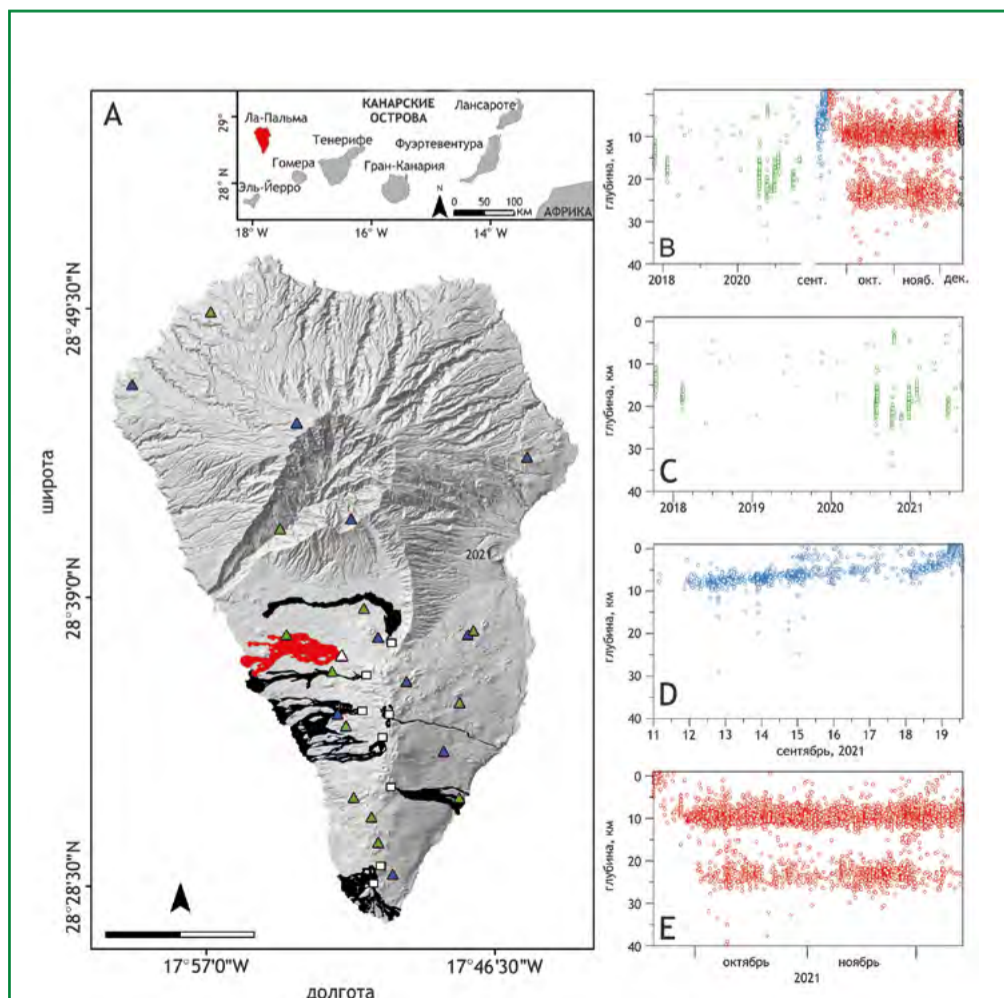 A
КАНАРСКИЕ
ОСТРОВА
Лансароте
Ла-Пальма
Тенерифе
Фуэртевентура
Гомера
Гран-Канария
Эль-Йерро
АФРИКА
N
0 50 100
КМ
29°
28° N
18° W
16° W
14° W
28°49'30"N
28°39'0"N
28°28'30"N
широта
2021
17°57'0"W
17°46'30"W
долгота
B
глубина, км
10
20
30
40
2018
2020
сент.
окт.
нояб.
дек.
C
глубина, км
0
10
20
30
40
2018
2019
2020
2021
D
глубина, км
0
10
20
30
40
11 12 13 14 15 16 17 18 19
сентябрь, 2021
E
глубина, км
0
10
20
30
40
октябрь
ноябрь
2021